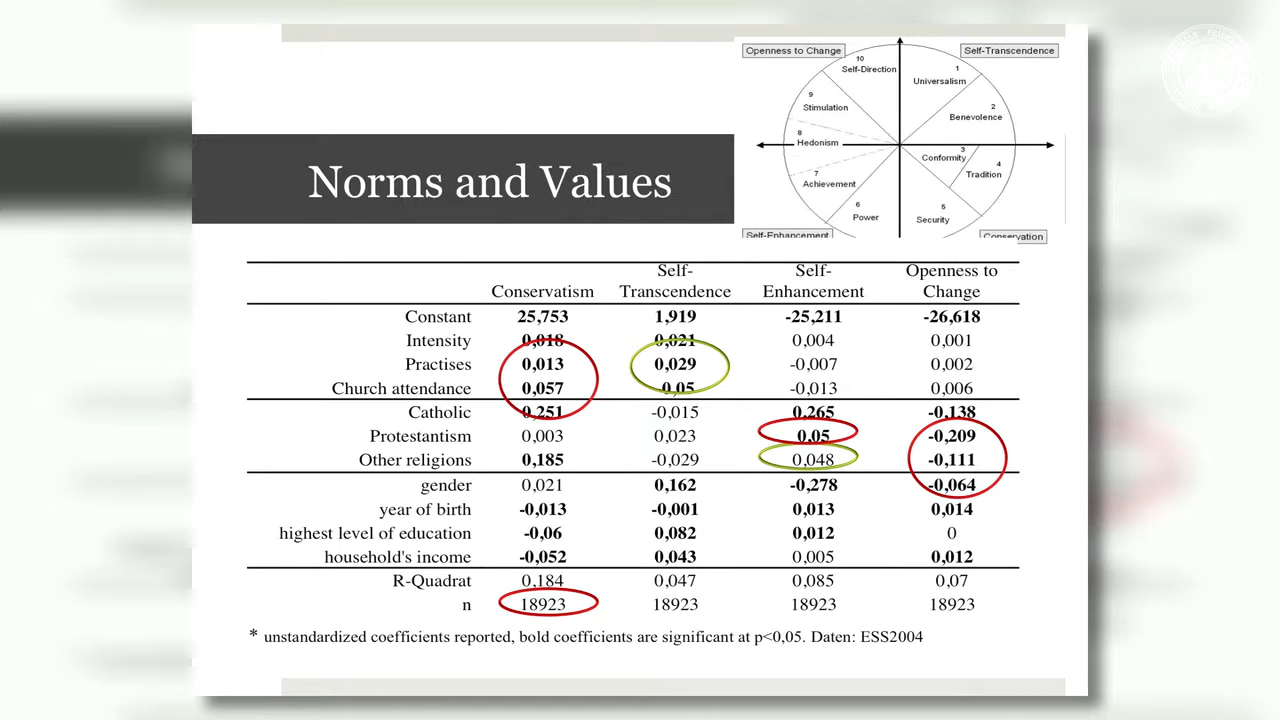 Openness to Change
Self-Transcendence
10
Self-Direction
1
Universalism
9
Stimulation
2
Benevolence
8
Hedonism
3
Conformity
4
Tradition
7
Achievement
6
Power
5
Security
Self-Enhancement
Conservation
Norms and Values
Conservatism Self-Transcendence Self-Enhancement Openness to Change
Constant 25,753 1,919 -25,211 -26,618
Intensity 0,018 0,021 0,004 0,001
Practises 0,013 0,029 -0,007 0,002
Church attendance 0,057 0,05 -0,013 0,006
Catholic 0,251 -0,015 0,265 -0,138
Protestantism 0,003 0,023 0,05 -0,209
Other religions 0,185 -0,029 0,048 -0,111
gender 0,021 0,162 -0,278 -0,064
year of birth -0,013 -0,001 0,013 0,014
highest level of education -0,06 0,082 0,012 0
household's income -0,052 0,043 0,005 0,012
R-Quadrat 0,184 0,047 0,085 0,07
n 18923 18923 18923 18923
* unstandardized coefficients reported, bold coefficients are significant at p<0,05. Daten: ESS2004